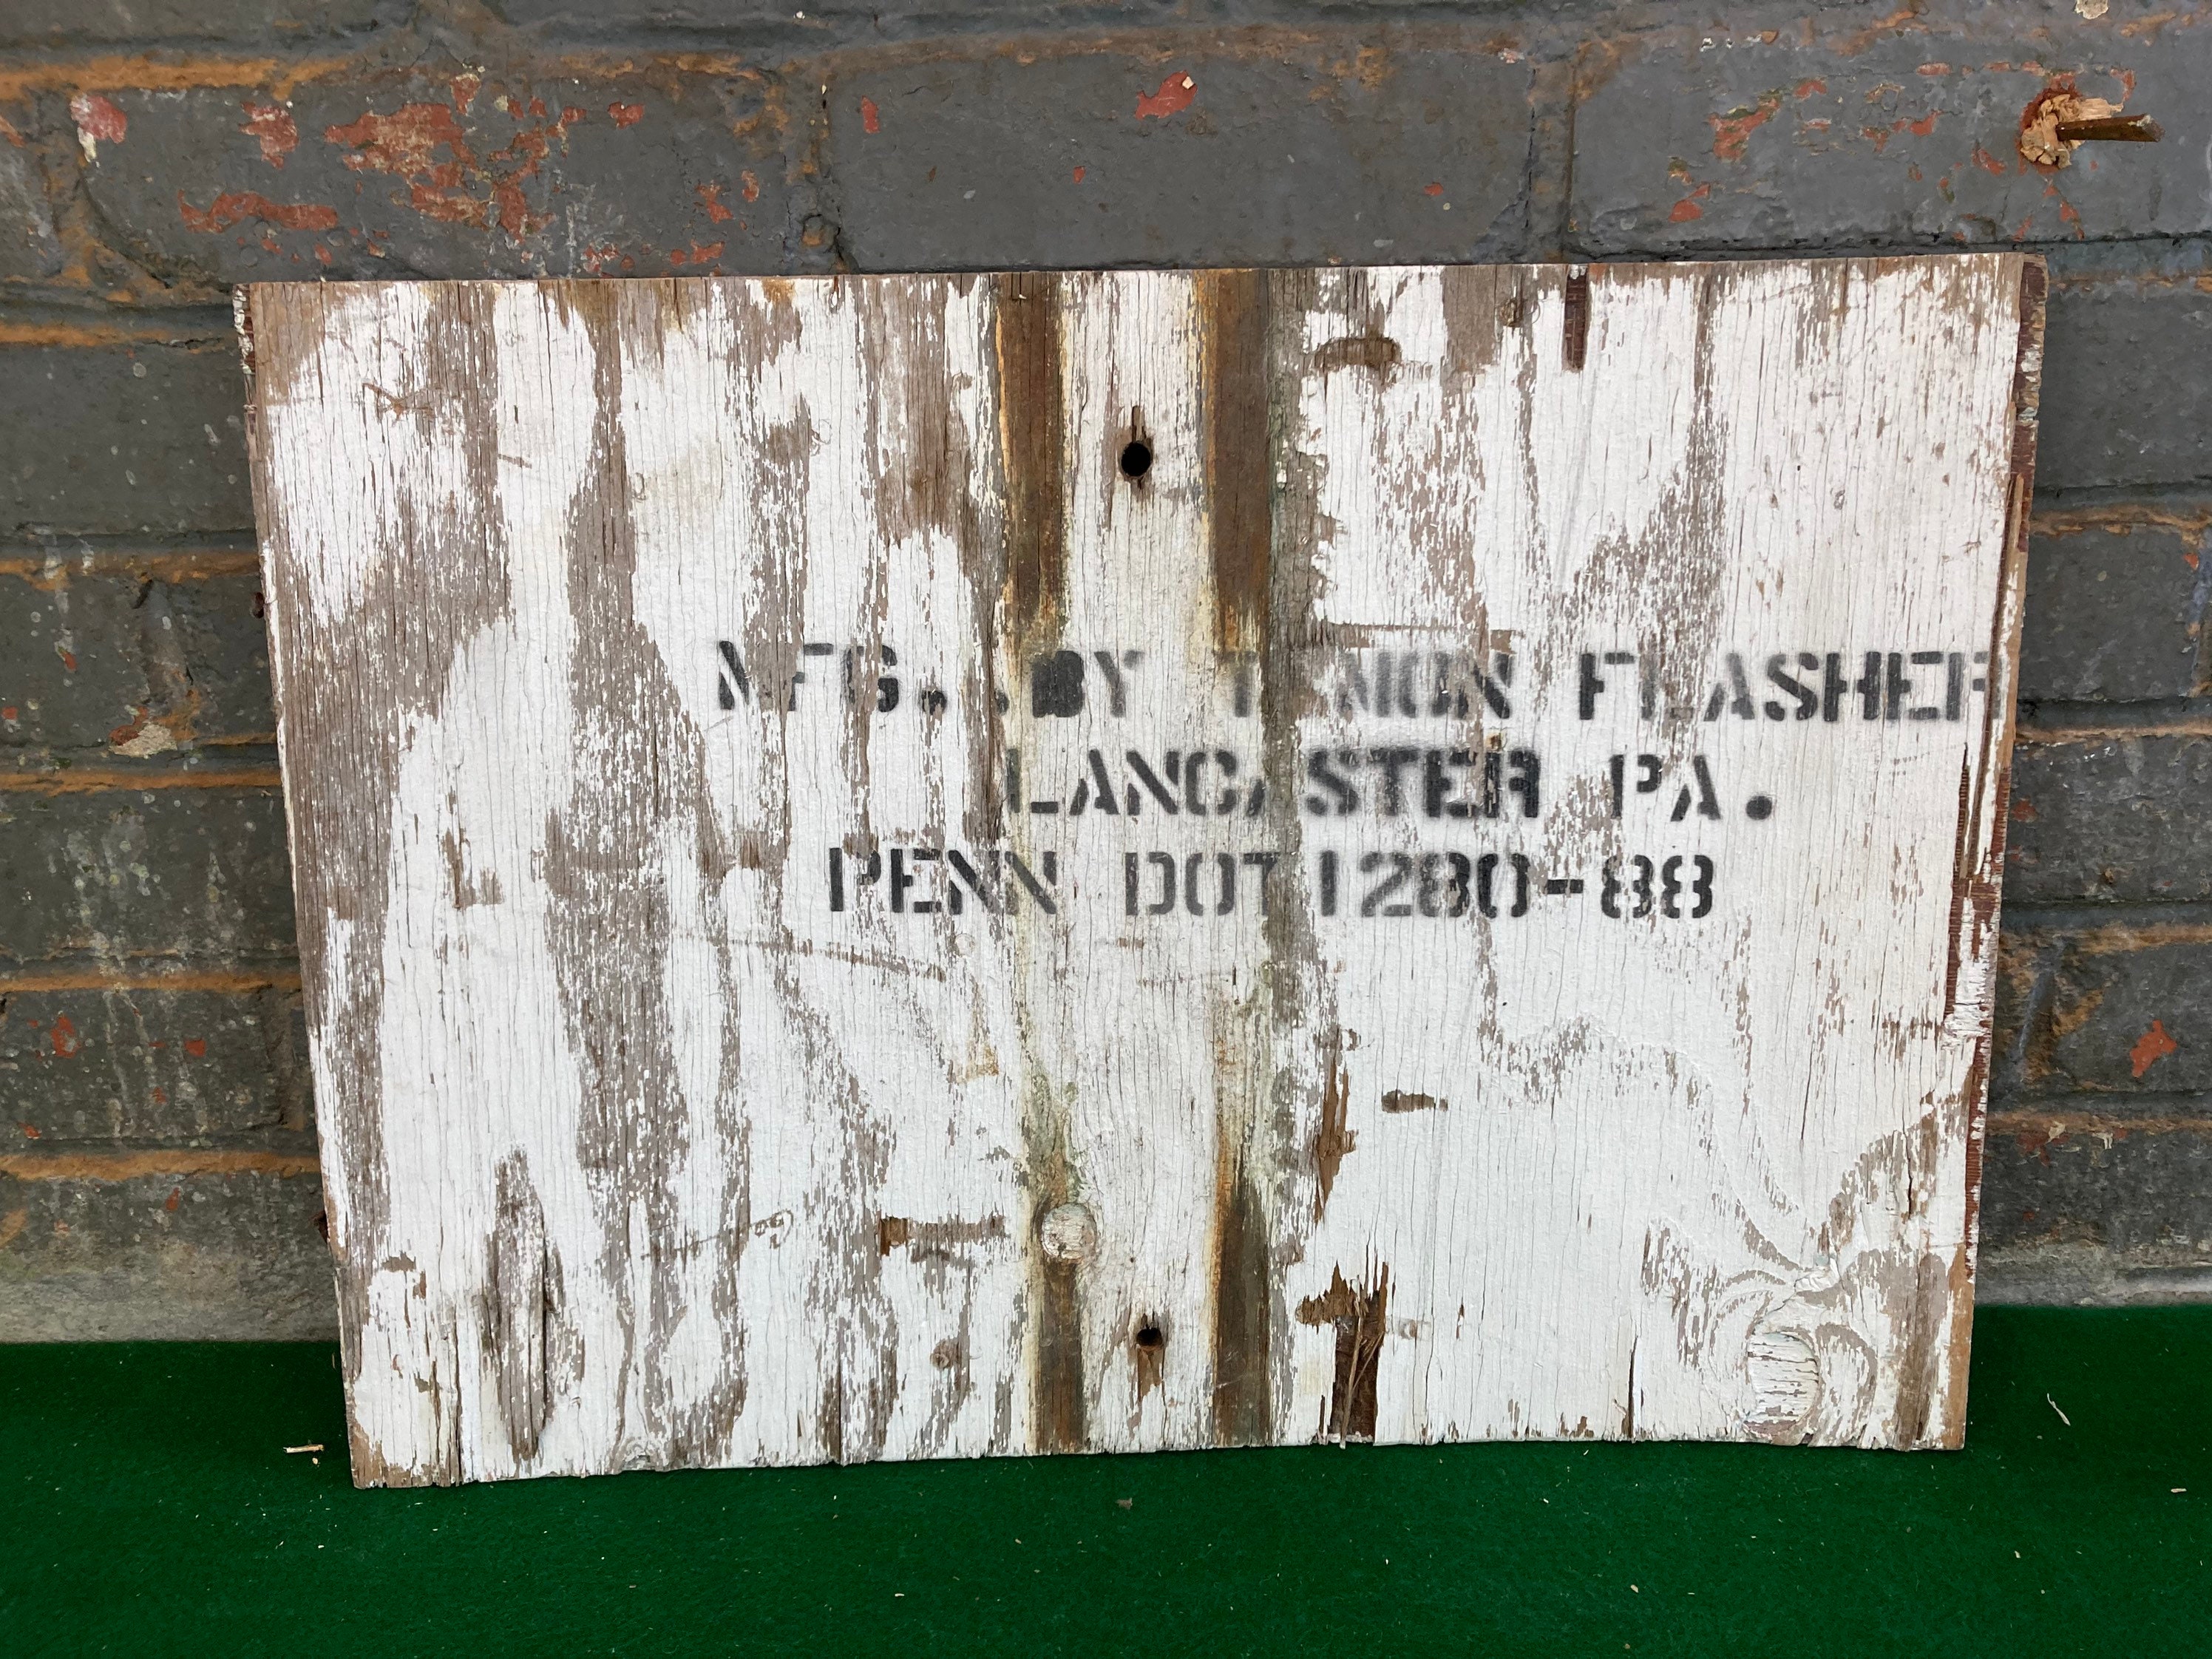 MFG..BY FLASHER
LANCASTER PA.
PENN DOT 1280-88